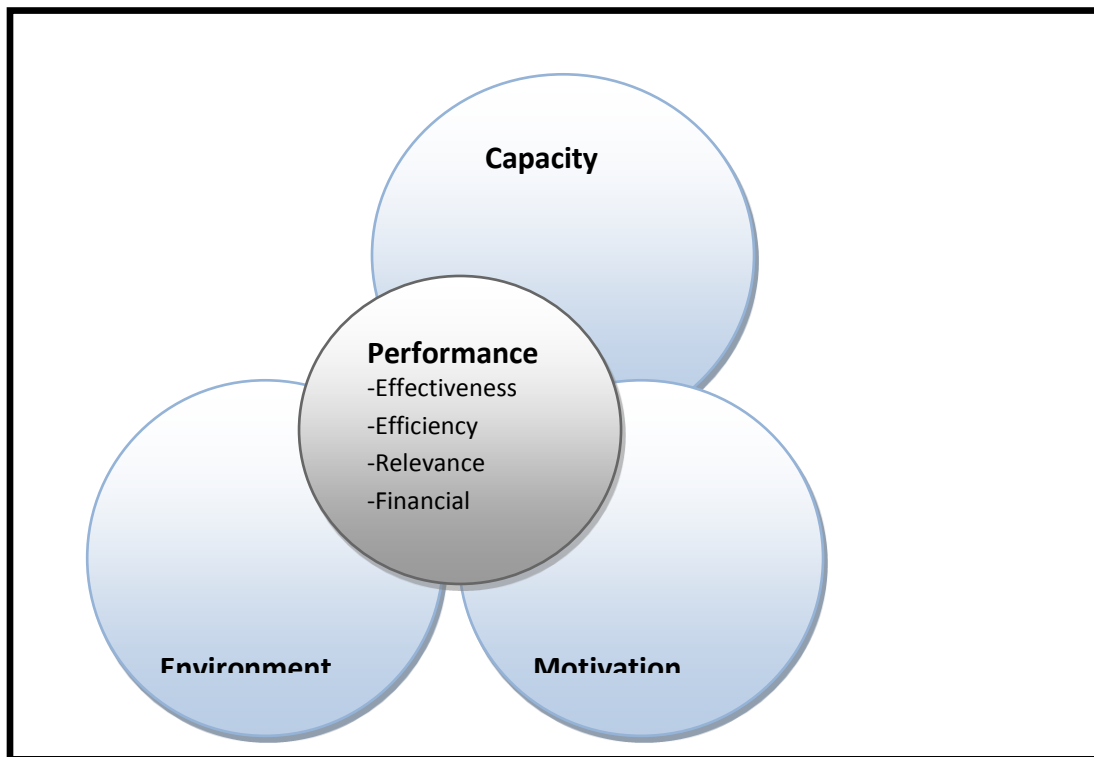 Capacity
Performance
-Effectiveness
-Efficiency
-Relevance
-Financial
Environment
Motivation